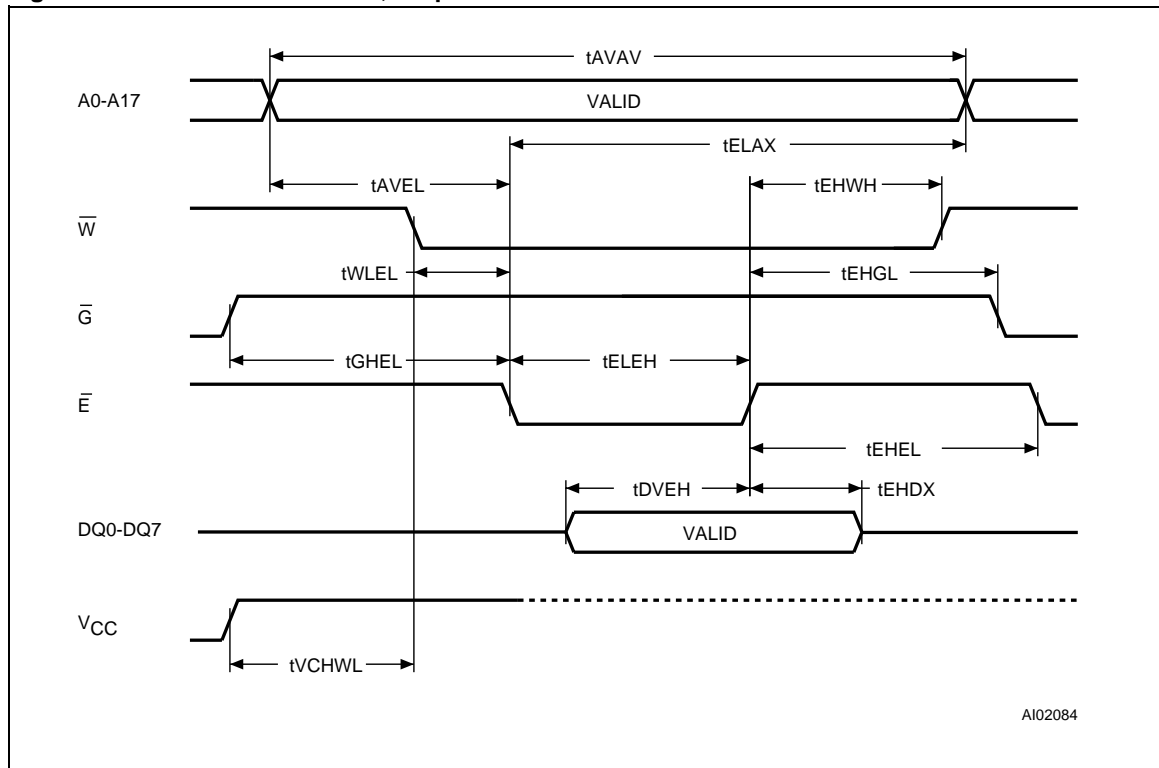 tAVAV
A0-A17
VALID
tELAX
tAVEL
tEHWH
W
tWLEL
tEHGL
G
tGHEL
tELEH
E
tEHEL
tDVEH
tEHDX
DQ0-DQ7
VALID
VCC
tVCHWL
AI02084